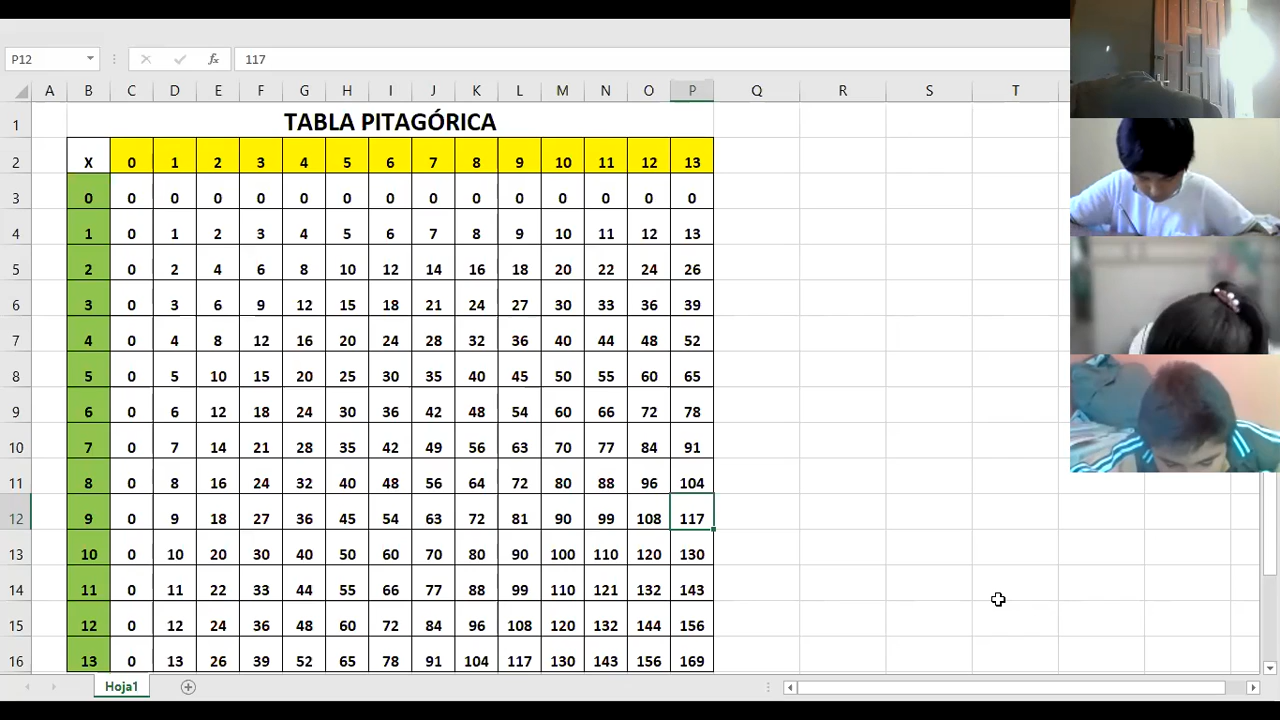 P12 fx 117
A B C D E F G H I J K L M N O P Q R S T
1 TABLA PITAGÓRICA
2 X 0 1 2 3 4 5 6 7 8 9 10 11 12 13
3 0 0 0 0 0 0 0 0 0 0 0 0 0 0 0
4 1 0 1 2 3 4 5 6 7 8 9 10 11 12 13
5 2 0 2 4 6 8 10 12 14 16 18 20 22 24 26
6 3 0 3 6 9 12 15 18 21 24 27 30 33 36 39
7 4 0 4 8 12 16 20 24 28 32 36 40 44 48 52
8 5 0 5 10 15 20 25 30 35 40 45 50 55 60 65
9 6 0 6 12 18 24 30 36 42 48 54 60 66 72 78
10 7 0 7 14 21 28 35 42 49 56 63 70 77 84 91
11 8 0 8 16 24 32 40 48 56 64 72 80 88 96 104
12 9 0 9 18 27 36 45 54 63 72 81 90 99 108 117
13 10 0 10 20 30 40 50 60 70 80 90 100 110 120 130
14 11 0 11 22 33 44 55 66 77 88 99 110 121 132 143
15 12 0 12 24 36 48 60 72 84 96 108 120 132 144 156
16 13 0 13 26 39 52 65 78 91 104 117 130 143 156 169
Hoja1